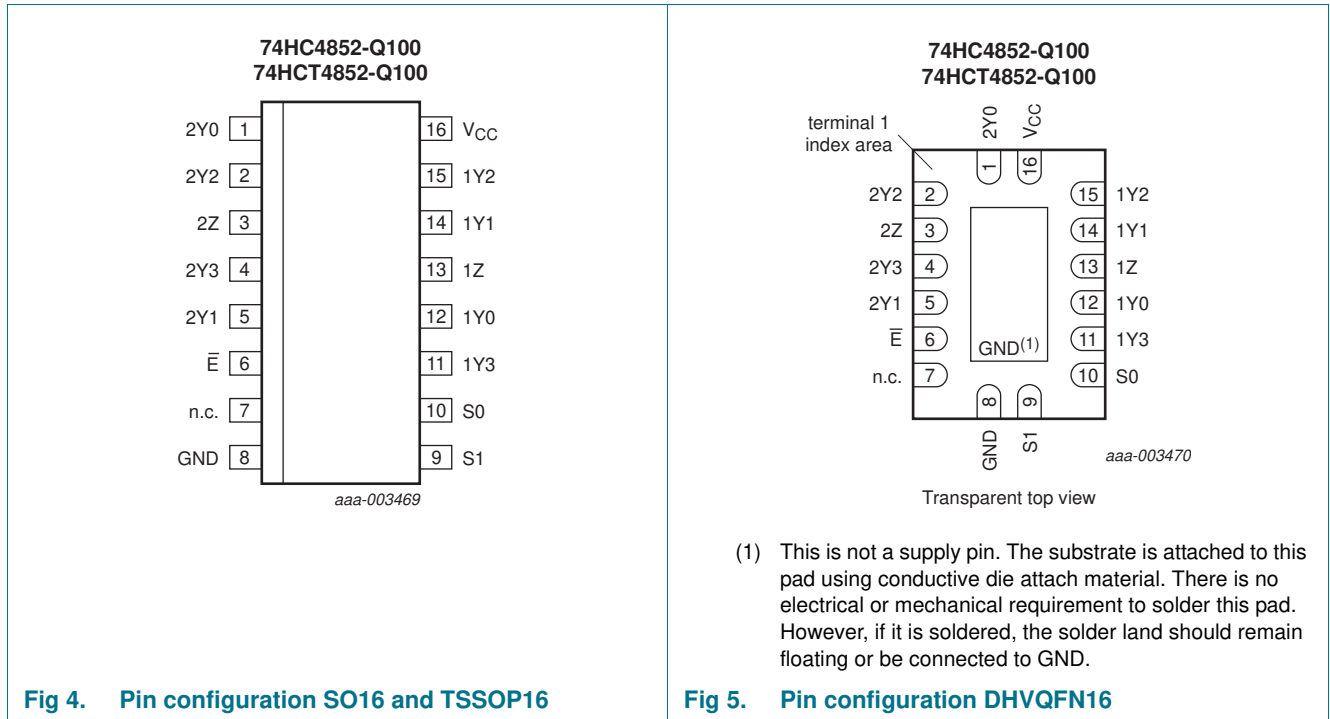 74HC4852-Q100
74HCT4852-Q100
2Y0 1 16 VCC
2Y2 2 15 1Y2
2Z 3 14 1Y1
2Y3 4 13 1Z
2Y1 5 12 1Y0
E̅ 6 11 1Y3
n.c. 7 10 S0
GND 8 9 S1
aaa-003469
Fig 4. Pin configuration SO16 and TSSOP16
74HC4852-Q100
74HCT4852-Q100
terminal 1
index area
2Y0 VCC
1 16
2Y2 2 15 1Y2
2Z 3 14 1Y1
2Y3 4 13 1Z
2Y1 5 12 1Y0
E̅ 6 11 1Y3
GND(1)
n.c. 7 10 S0
8 9
GND S1
aaa-003470
Transparent top view
(1) This is not a supply pin. The substrate is attached to this
pad using conductive die attach material. There is no
electrical or mechanical requirement to solder this pad.
However, if it is soldered, the solder land should remain
floating or be connected to GND.
Fig 5. Pin configuration DHVQFN16